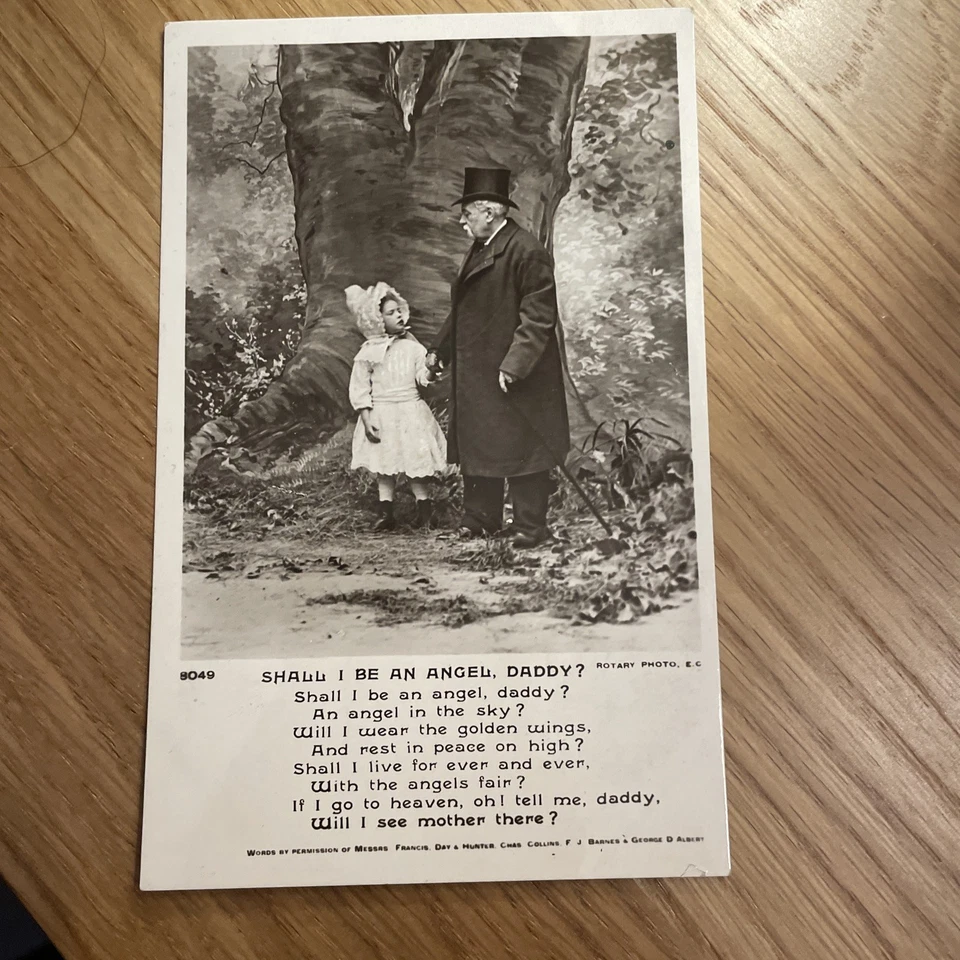 8049 SHALL I BE AN ANGEL, DADDY? ROTARY PHOTO, E.C
Shall I be an angel, daddy?
An angel in the sky?
Will I wear the golden wings,
And rest in peace on high?
Shall I live for ever and ever,
With the angels fair?
If I go to heaven, oh! tell me, daddy,
Will I see mother there?
WORDS BY PERMISSION OF MESSRS FRANCIS, DAY & HUNTER. CHAS COLLINS, F. J BARNES & GEORGE D ALBERT